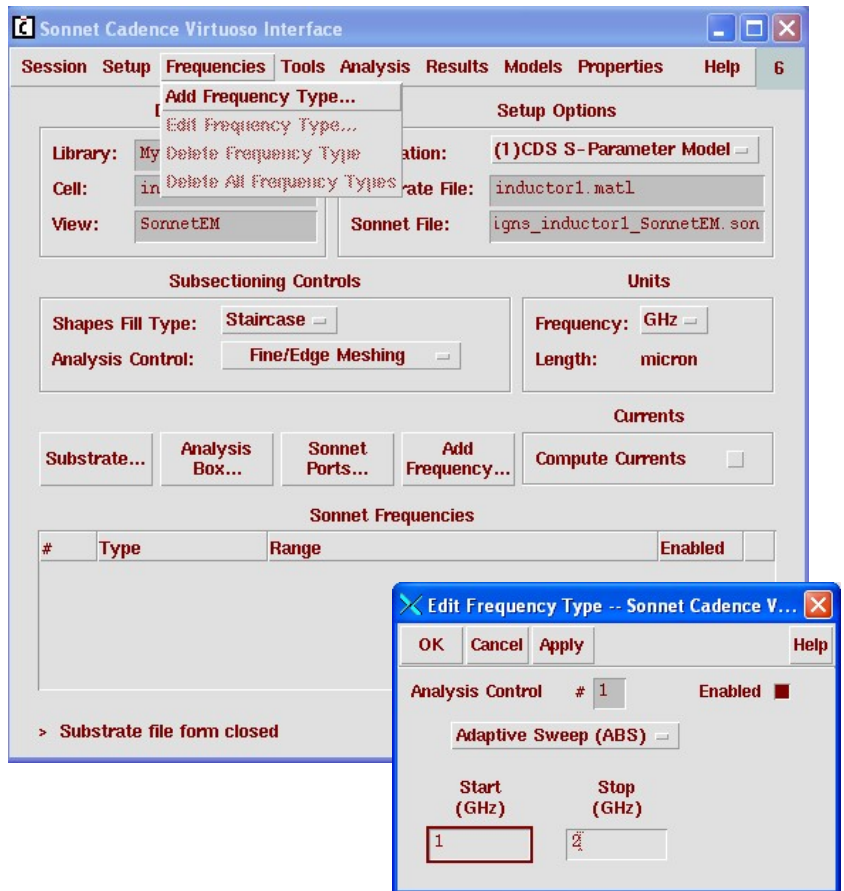 Sonnet Cadence Virtuoso Interface
Session Setup Frequencies Tools Analysis Results Models Properties Help 6
Add Frequency Type...
Edit Frequency Type...
Delete Frequency Type
Delete All Frequency Types
Setup Options
Library: My
Cell: in
View: SonnetEM
ation: (1)CDS S-Parameter Model
rate File: inductor1.matl
Sonnet File: igns_inductor1_SonnetEM.son
Subsectioning Controls
Shapes Fill Type: Staircase
Analysis Control: Fine/Edge Meshing
Units
Frequency: GHz
Length: micron
Substrate...
Analysis
Box...
Sonnet
Ports...
Add
Frequency...
Currents
Compute Currents
Sonnet Frequencies
# Type Range Enabled
> Substrate file form closed
Edit Frequency Type -- Sonnet Cadence V...
OK Cancel Apply Help
Analysis Control # 1 Enabled
Adaptive Sweep (ABS)
Start
(GHz)
Stop
(GHz)
1 2